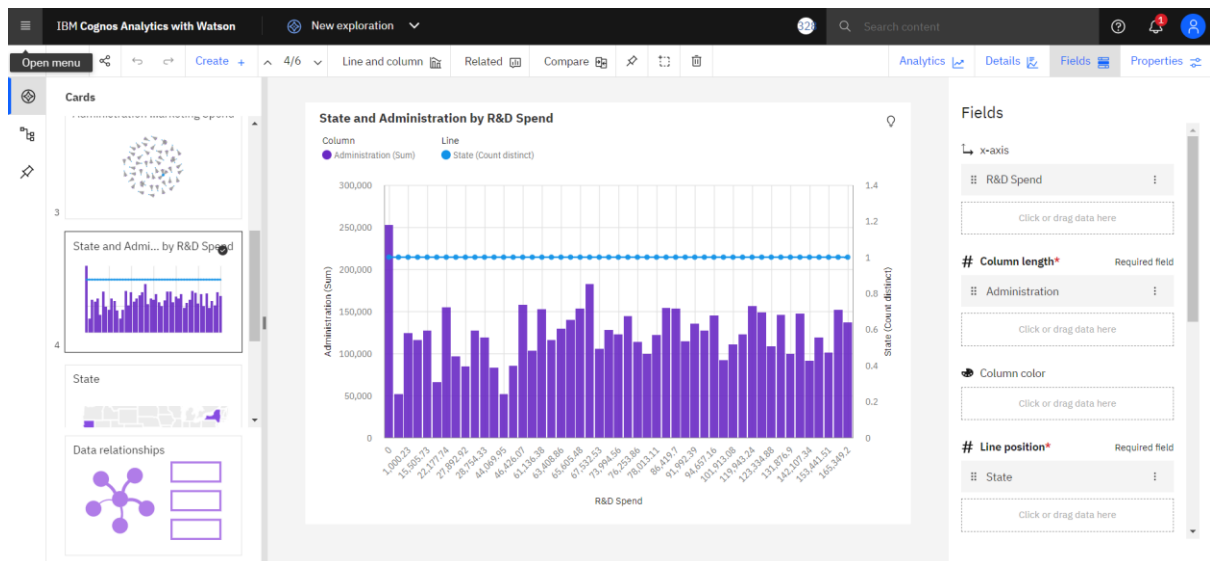 IBM Cognos Analytics with Watson
New exploration
328
Search content
1
Open menu
Create +
4/6
Line and column
Related
Compare
Analytics
Details
Fields
Properties
Cards
3
State and Admi... by R&D Spend
4
State
Data relationships
State and Administration by R&D Spend
Column
Line
Administration (Sum)
State (Count distinct)
300,000
250,000
200,000
150,000
100,000
50,000
0
Administration (Sum)
1.4
1.2
1
0.8
0.6
0.4
0.2
0
State (Count distinct)
0
1,000.23
15,505.73
22,177.74
27,892.92
28,754.33
44,069.95
46,426.07
61,136.38
63,408.86
65,605.48
67,532.53
73,994.56
76,253.86
78,013.11
86,419.7
91,992.39
94,657.16
101,913.08
119,943.24
123,334.88
131,876.9
142,107.34
153,441.51
165,349.2
R&D Spend
Fields
x-axis
R&D Spend
Click or drag data here
# Column length* Required field
Administration
Click or drag data here
Column color
Click or drag data here
# Line position* Required field
State
Click or drag data here